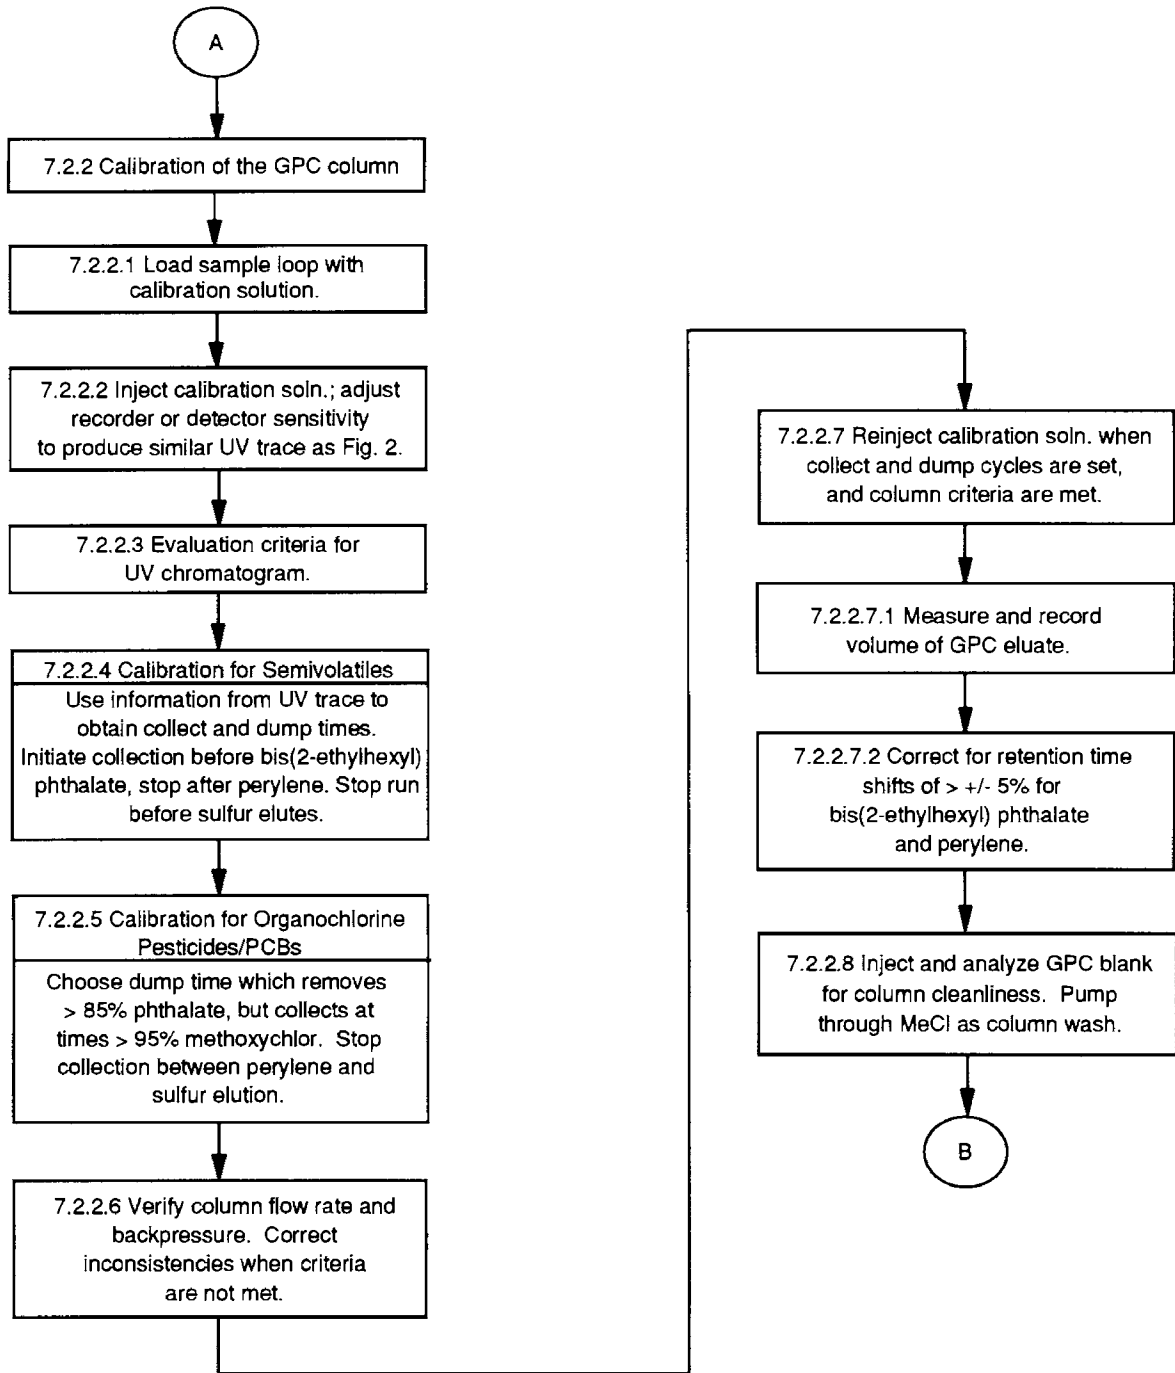 A
7.2.2 Calibration of the GPC column
7.2.2.1 Load sample loop with
calibration solution.
7.2.2.2 Inject calibration soln.; adjust
recorder or detector sensitivity
to produce similar UV trace as Fig. 2.
7.2.2.3 Evaluation criteria for
UV chromatogram.
7.2.2.4 Calibration for Semivolatiles
Use information from UV trace to
obtain collect and dump times.
Initiate collection before bis(2-ethylhexyl)
phthalate, stop after perylene. Stop run
before sulfur elutes.
7.2.2.5 Calibration for Organochlorine
Pesticides/PCBs
Choose dump time which removes
> 85% phthalate, but collects at
times > 95% methoxychlor. Stop
collection between perylene and
sulfur elution.
7.2.2.6 Verify column flow rate and
backpressure. Correct
inconsistencies when criteria
are not met.
7.2.2.7 Reinject calibration soln. when
collect and dump cycles are set,
and column criteria are met.
7.2.2.7.1 Measure and record
volume of GPC eluate.
7.2.2.7.2 Correct for retention time
shifts of > +/- 5% for
bis(2-ethylhexyl) phthalate
and perylene.
7.2.2.8 Inject and analyze GPC blank
for column cleanliness. Pump
through MeCl as column wash.
B